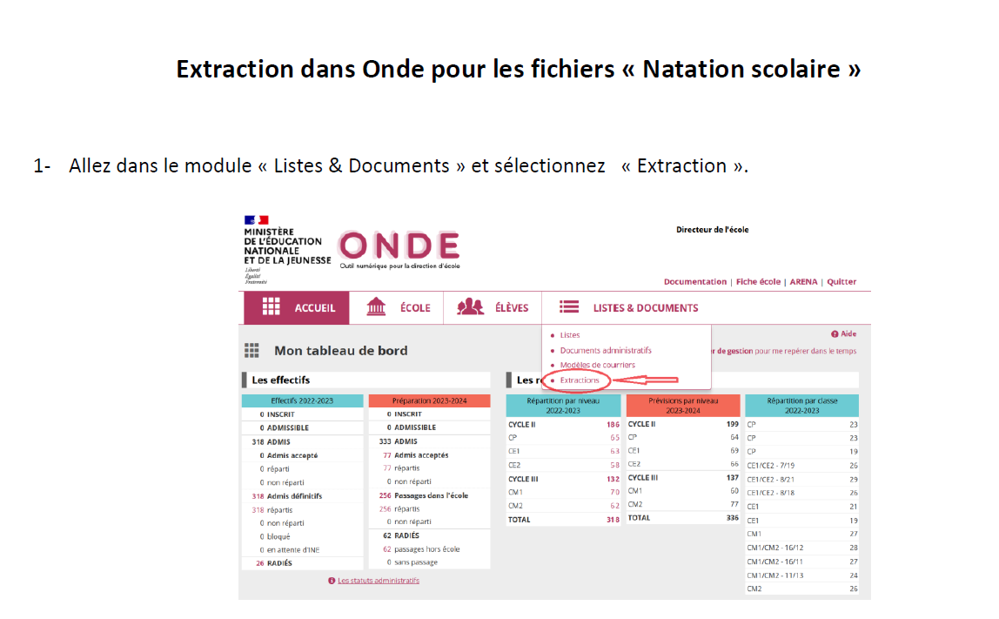 Extraction dans Onde pour les fichiers « Natation scolaire »
1- Allez dans le module « Listes & Documents » et sélectionnez « Extraction ».
MINISTÈRE
DE L'ÉDUCATION
NATIONALE
ET DE LA JEUNESSE
Liberté
Égalité
Fraternité
ONDE
Outil numérique pour la direction d'école
Directeur de l'école
Documentation | Fiche école | ARENA | Quitter
ACCUEIL ÉCOLE ÉLÈVES LISTES & DOCUMENTS
Listes
Documents administratifs
Modèles de courriers
Extractions
Aide
Mon tableau de bord
r de gestion pour me repérer dans le temps
Les effectifs
Les r
Effectifs 2022-2023
0 INSCRIT
0 ADMISSIBLE
318 ADMIS
0 Admis accepté
0 réparti
0 non réparti
318 Admis définitifs
318 répartis
0 non réparti
0 bloqué
0 en attente d'INE
26 RADIÉS
Préparation 2023-2024
0 INSCRIT
0 ADMISSIBLE
333 ADMIS
77 Admis acceptés
77 répartis
0 non réparti
256 Passages dans l'école
256 répartis
0 non réparti
62 RADIÉS
62 passages hors école
0 sans passage
Les statuts administratifs
Répartition par niveau
2022-2023
CYCLE II 186
CP 65
CE1 63
CE2 58
CYCLE III 132
CM1 70
CM2 62
TOTAL 318
Prévisions par niveau
2023-2024
CYCLE II 199
CP 64
CE1 69
CE2 66
CYCLE III 137
CM1 60
CM2 77
TOTAL 336
Répartition par classe
2022-2023
CP 23
CP 23
CP 19
CE1/CE2 - 7/19 26
CE1/CE2 - 8/21 29
CE1/CE2 - 8/18 26
CE1 21
CE1 19
CM1 27
CM1/CM2 - 16/12 28
CM1/CM2 - 16/11 27
CM1/CM2 - 11/13 24
CM2 26